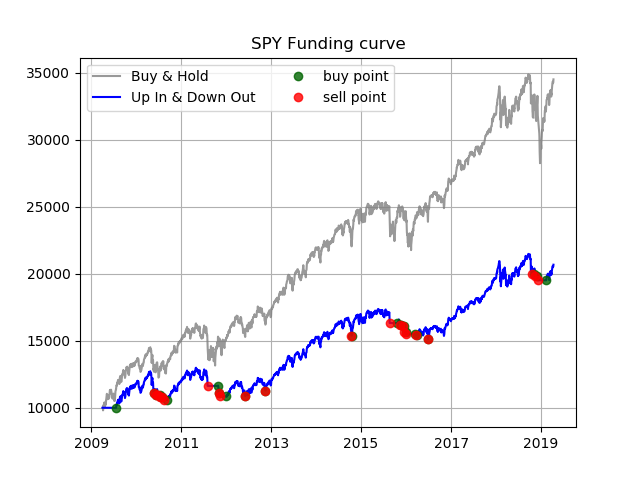 SPY Funding curve
Buy & Hold
Up In & Down Out
buy point
sell point
35000
30000
25000
20000
15000
10000
2009 2011 2013 2015 2017 2019